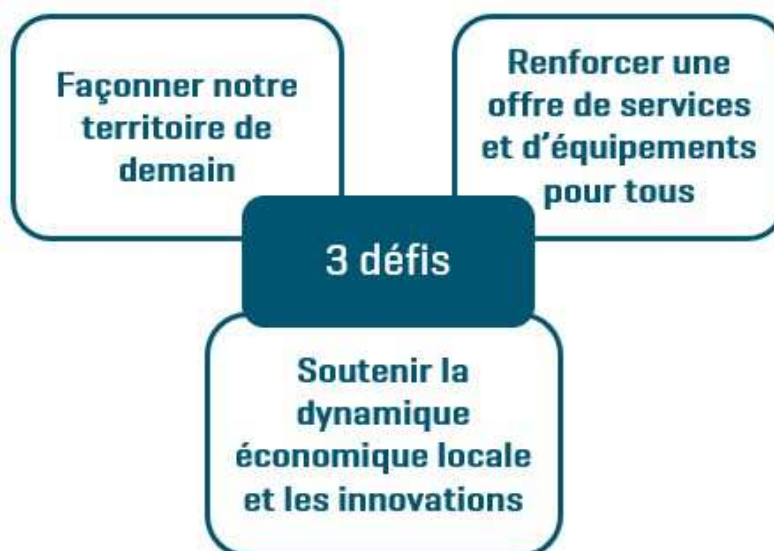 Façonner notre
territoire de
demain
Renforcer une
offre de services
et d'équipements
pour tous
3 défis
Soutenir la
dynamique
économique locale
et les innovations